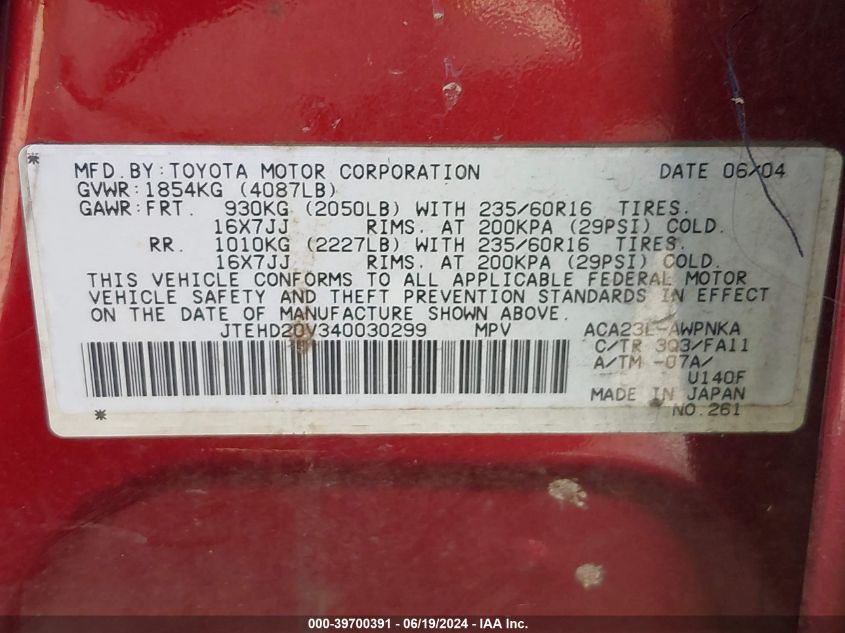 MFD.BY:TOYOTA MOTOR CORPORATION DATE 06/04
GVWR:1854KG (4087LB)
GAWR:FRT. 930KG (2050LB) WITH 235/60R16 TIRES.
16X7JJ RIMS. AT 200KPA (29PSI) COLD.
RR. 1010KG (2227LB) WITH 235/60R16 TIRES.
16X7JJ RIMS. AT 200KPA (29PSI) COLD.
THIS VEHICLE CONFORMS TO ALL APPLICABLE FEDERAL MOTOR
VEHICLE SAFETY AND THEFT PREVENTION STANDARDS IN EFFECT
ON THE DATE OF MANUFACTURE SHOWN ABOVE.
JTEHD20V340030299 MPV ACA23L-AWPNKA
C/TR 3Q3/FA11
A/TM -07A/
U140F
MADE IN JAPAN
NO.261
000-39700391 - 06/19/2024 - IAA Inc.